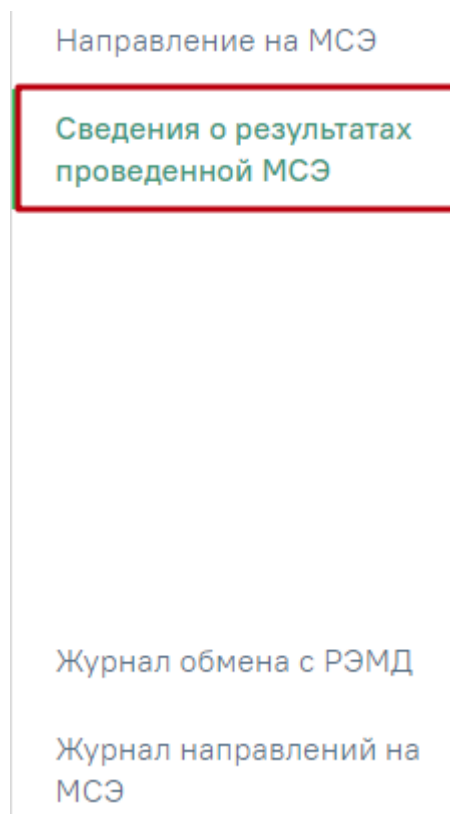 Направление на МСЭ
Сведения о результатах
проведенной МСЭ
Журнал обмена с РЭМД
Журнал направлений на
МСЭ